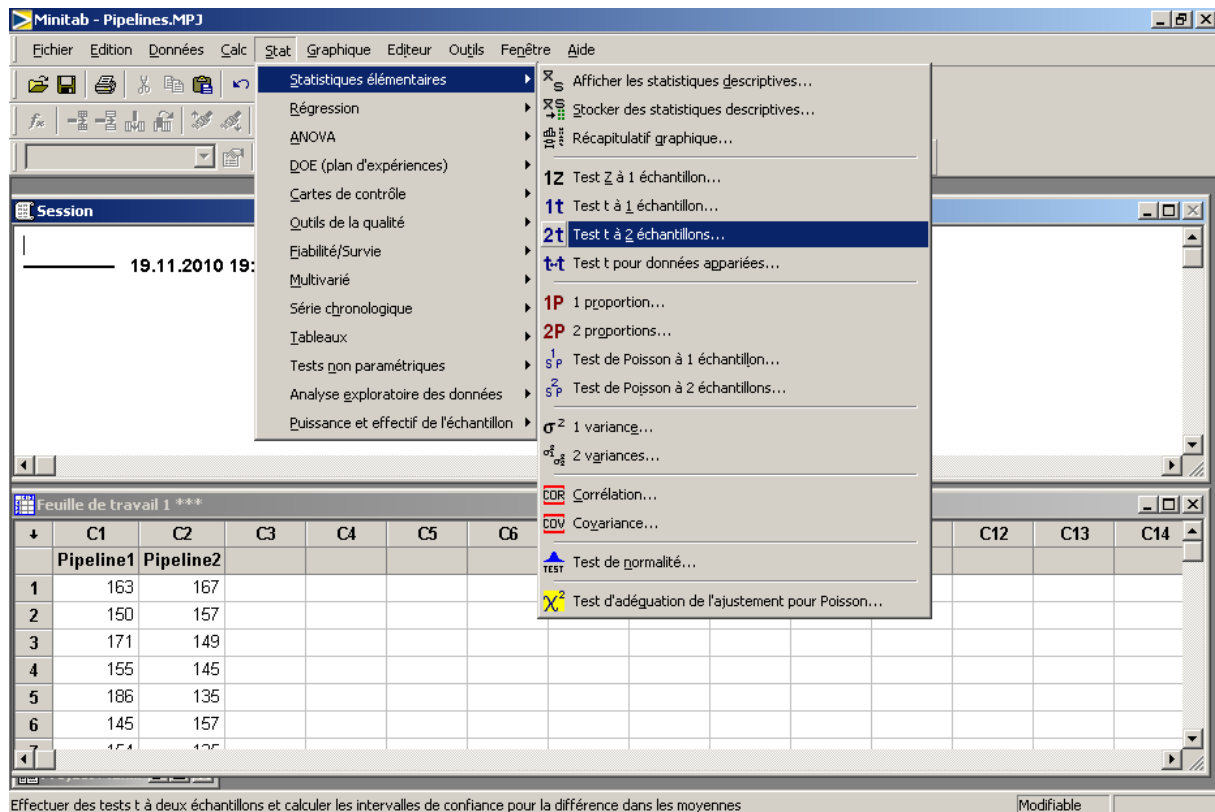 Minitab - Pipelines.MPJ
Fichier Edition Données Calc Stat Graphique Editeur Outils Fenêtre Aide
Statistiques élémentaires
Régression
ANOVA
DOE (plan d'expériences)
Cartes de contrôle
Outils de la qualité
Fiabilité/Survie
Multivarié
Série chronologique
Tableaux
Tests non paramétriques
Analyse exploratoire des données
Puissance et effectif de l'échantillon
Afficher les statistiques descriptives...
Stocker des statistiques descriptives...
Récapitulatif graphique...
1Z Test Z à 1 échantillon...
1t Test t à 1 échantillon...
2t Test t à 2 échantillons...
t-t Test t pour données appariées...
1P 1 proportion...
2P 2 proportions...
Test de Poisson à 1 échantillon...
Test de Poisson à 2 échantillons...
σ² 1 variance...
2 variances...
COR Corrélation...
COV Covariance...
TEST Test de normalité...
χ² Test d'adéquation de l'ajustement pour Poisson...
Session
19.11.2010 19:
Feuille de travail 1 ***
C1 C2 C3 C4 C5 C6 C12 C13 C14
Pipeline1 Pipeline2
1 163 167
2 150 157
3 171 149
4 155 145
5 186 135
6 145 157
Effectuer des tests t à deux échantillons et calculer les intervalles de confiance pour la différence dans les moyennes
Modifiable